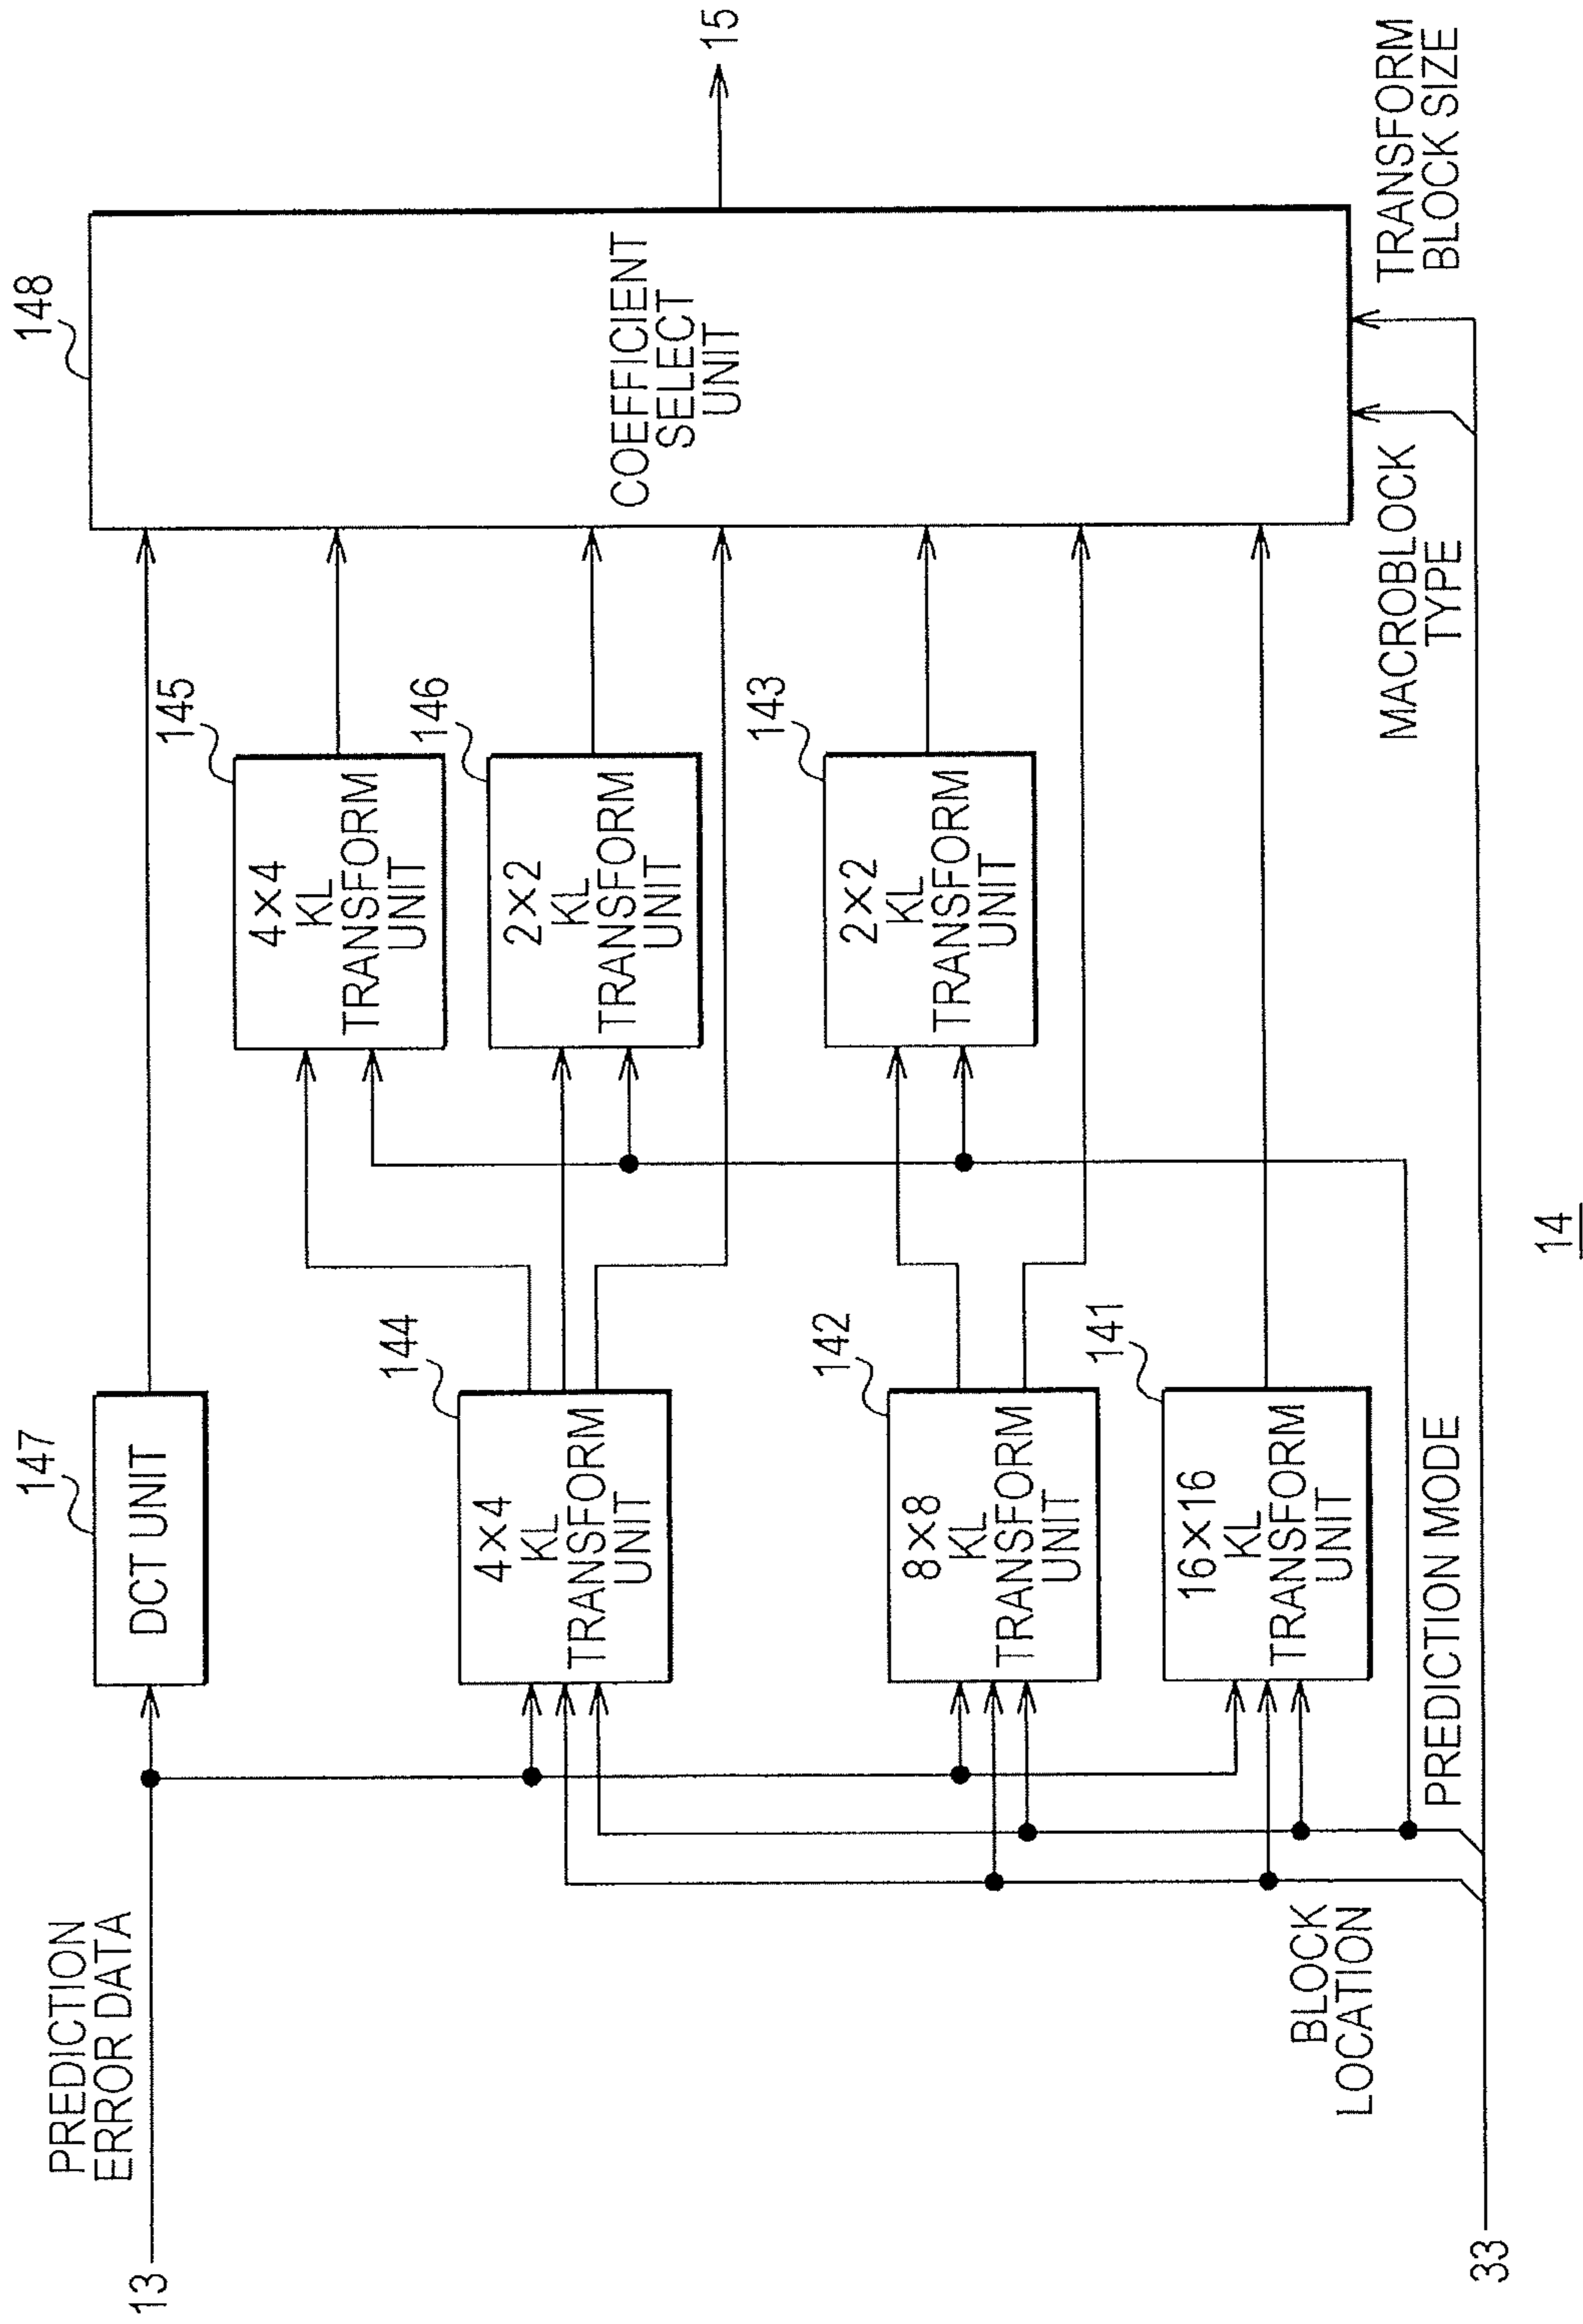 PREDICTION
ERROR DATA
13
147
DCT UNIT
144
4×4
KL
TRANSFORM
UNIT
142
8×8
KL
TRANSFORM
UNIT
141
16×16
KL
TRANSFORM
UNIT
145
4×4
KL
TRANSFORM
UNIT
146
2×2
KL
TRANSFORM
UNIT
143
2×2
KL
TRANSFORM
UNIT
148
COEFFICIENT
SELECT
UNIT
15
BLOCK
LOCATION
PREDICTION MODE
MACROBLOCK
TYPE
TRANSFORM
BLOCK SIZE
33
14